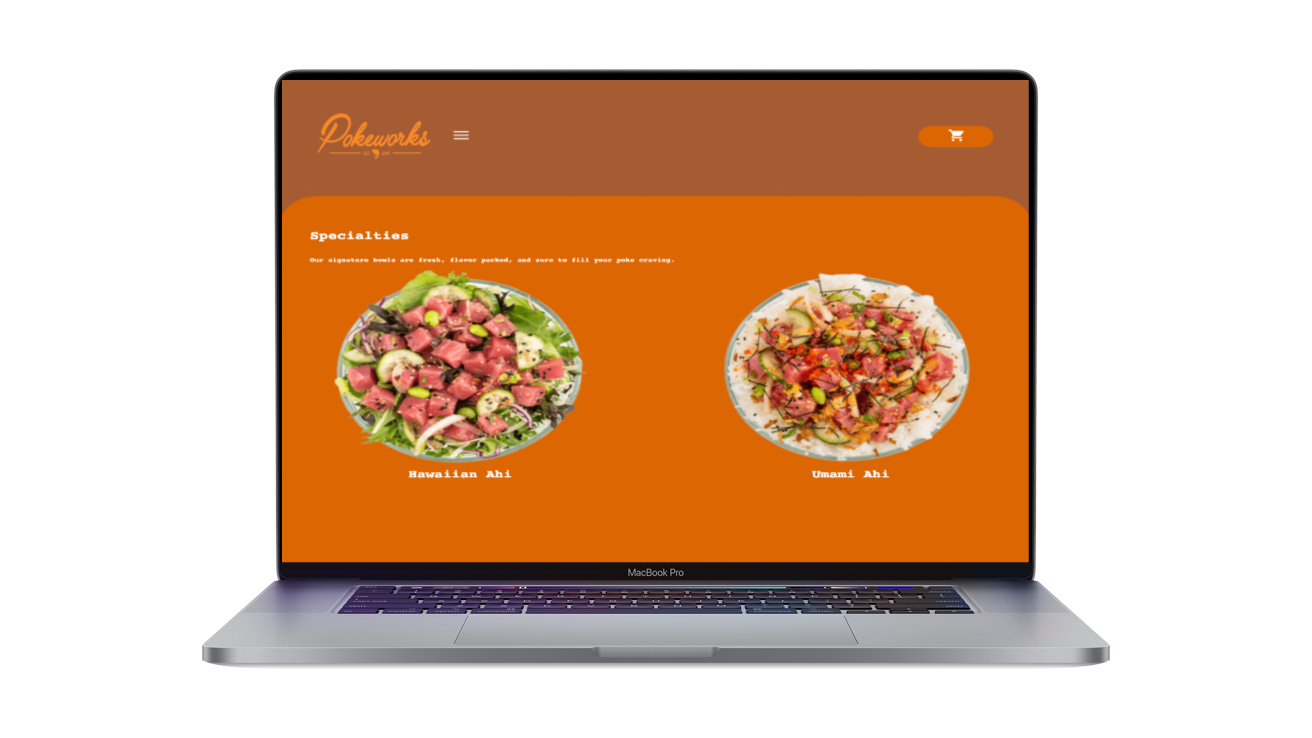 Pokeworks
Specialties
Our signature bowls are fresh, flavor packed, and sure to fill your poke craving.
Hawaiian Ahi
Umami Ahi
MacBook Pro